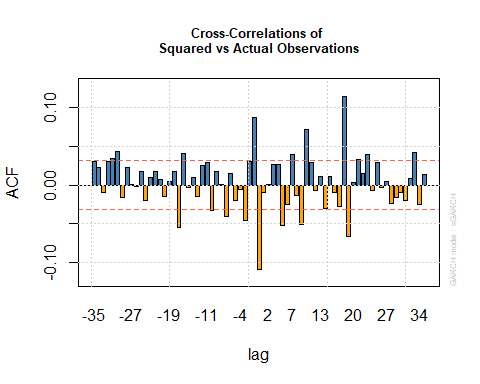 Cross-Correlations of
Squared vs Actual Observations
ACF
0.10
0.00
-0.10
-35 -27 -19 -11 -4 2 7 13 20 27 34
lag
GARCH model : sGARCH